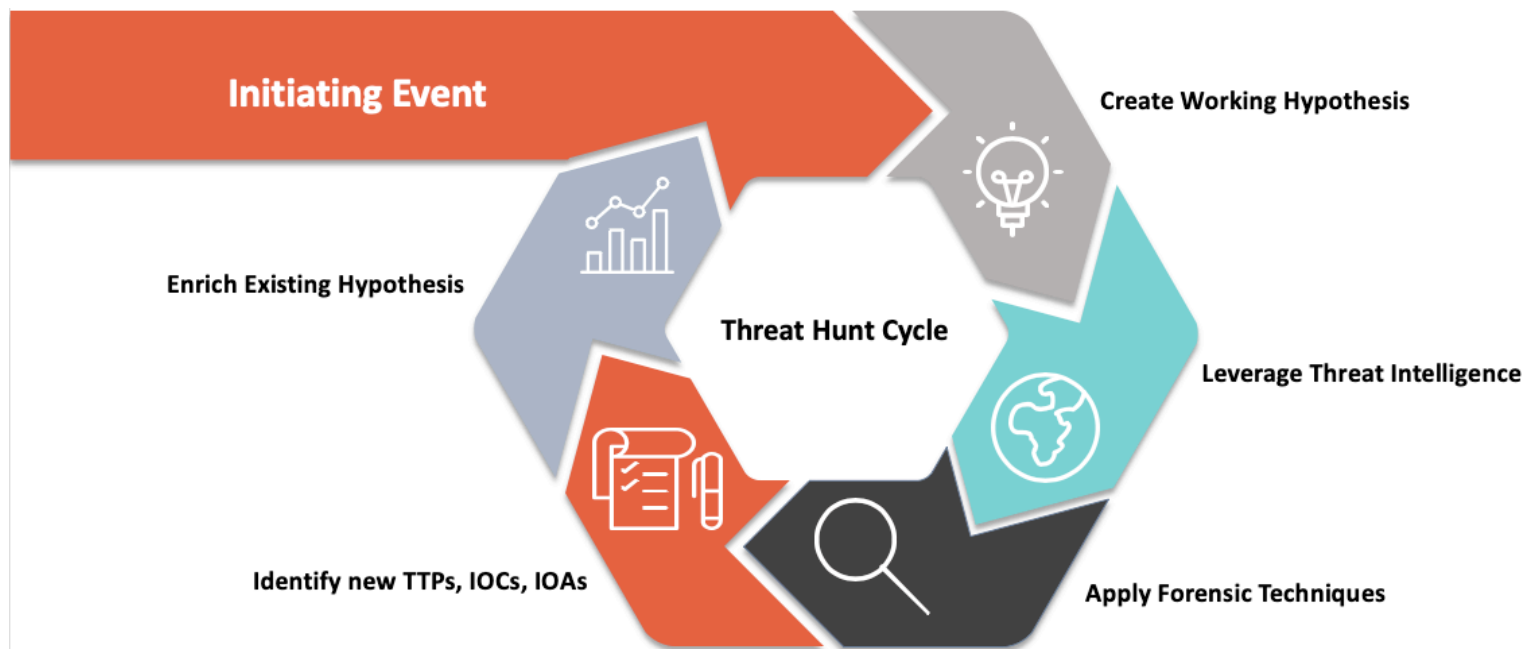 Initiating Event
Create Working Hypothesis
Enrich Existing Hypothesis
Threat Hunt Cycle
Leverage Threat Intelligence
Identify new TTPs, IOCs, IOAs
Apply Forensic Techniques